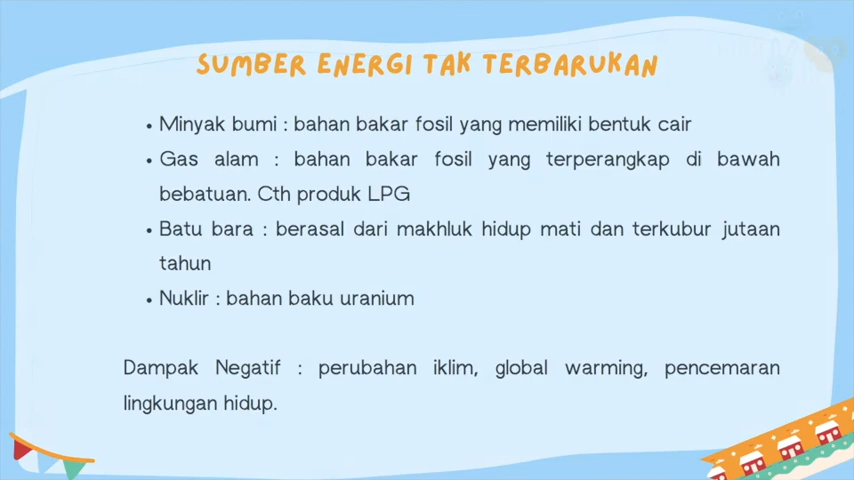 SUMBER ENERGI TAK TERBARUKAN
• Minyak bumi : bahan bakar fosil yang memiliki bentuk cair
• Gas alam : bahan bakar fosil yang terperangkap di bawah
bebatuan. Cth produk LPG
• Batu bara : berasal dari makhluk hidup mati dan terkubur jutaan
tahun
• Nuklir : bahan baku uranium
Dampak Negatif : perubahan iklim, global warming, pencemaran
lingkungan hidup.